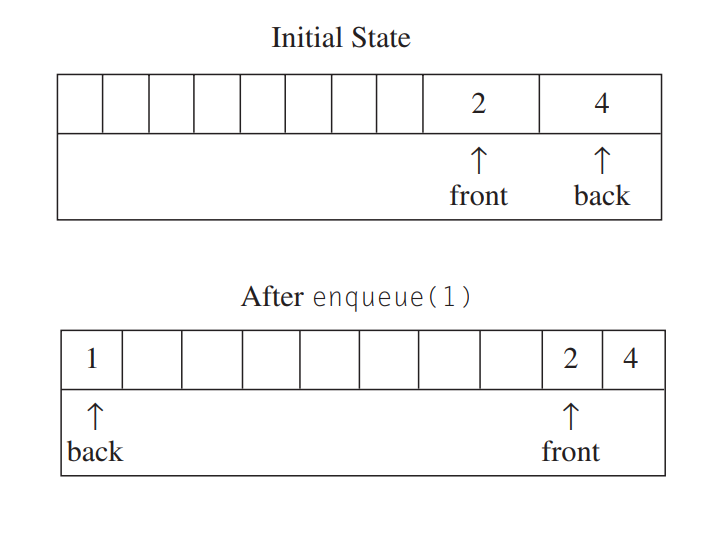 Initial State
2 4
↑ ↑
front back
After enqueue(1)
1 2 4
↑ ↑
back front